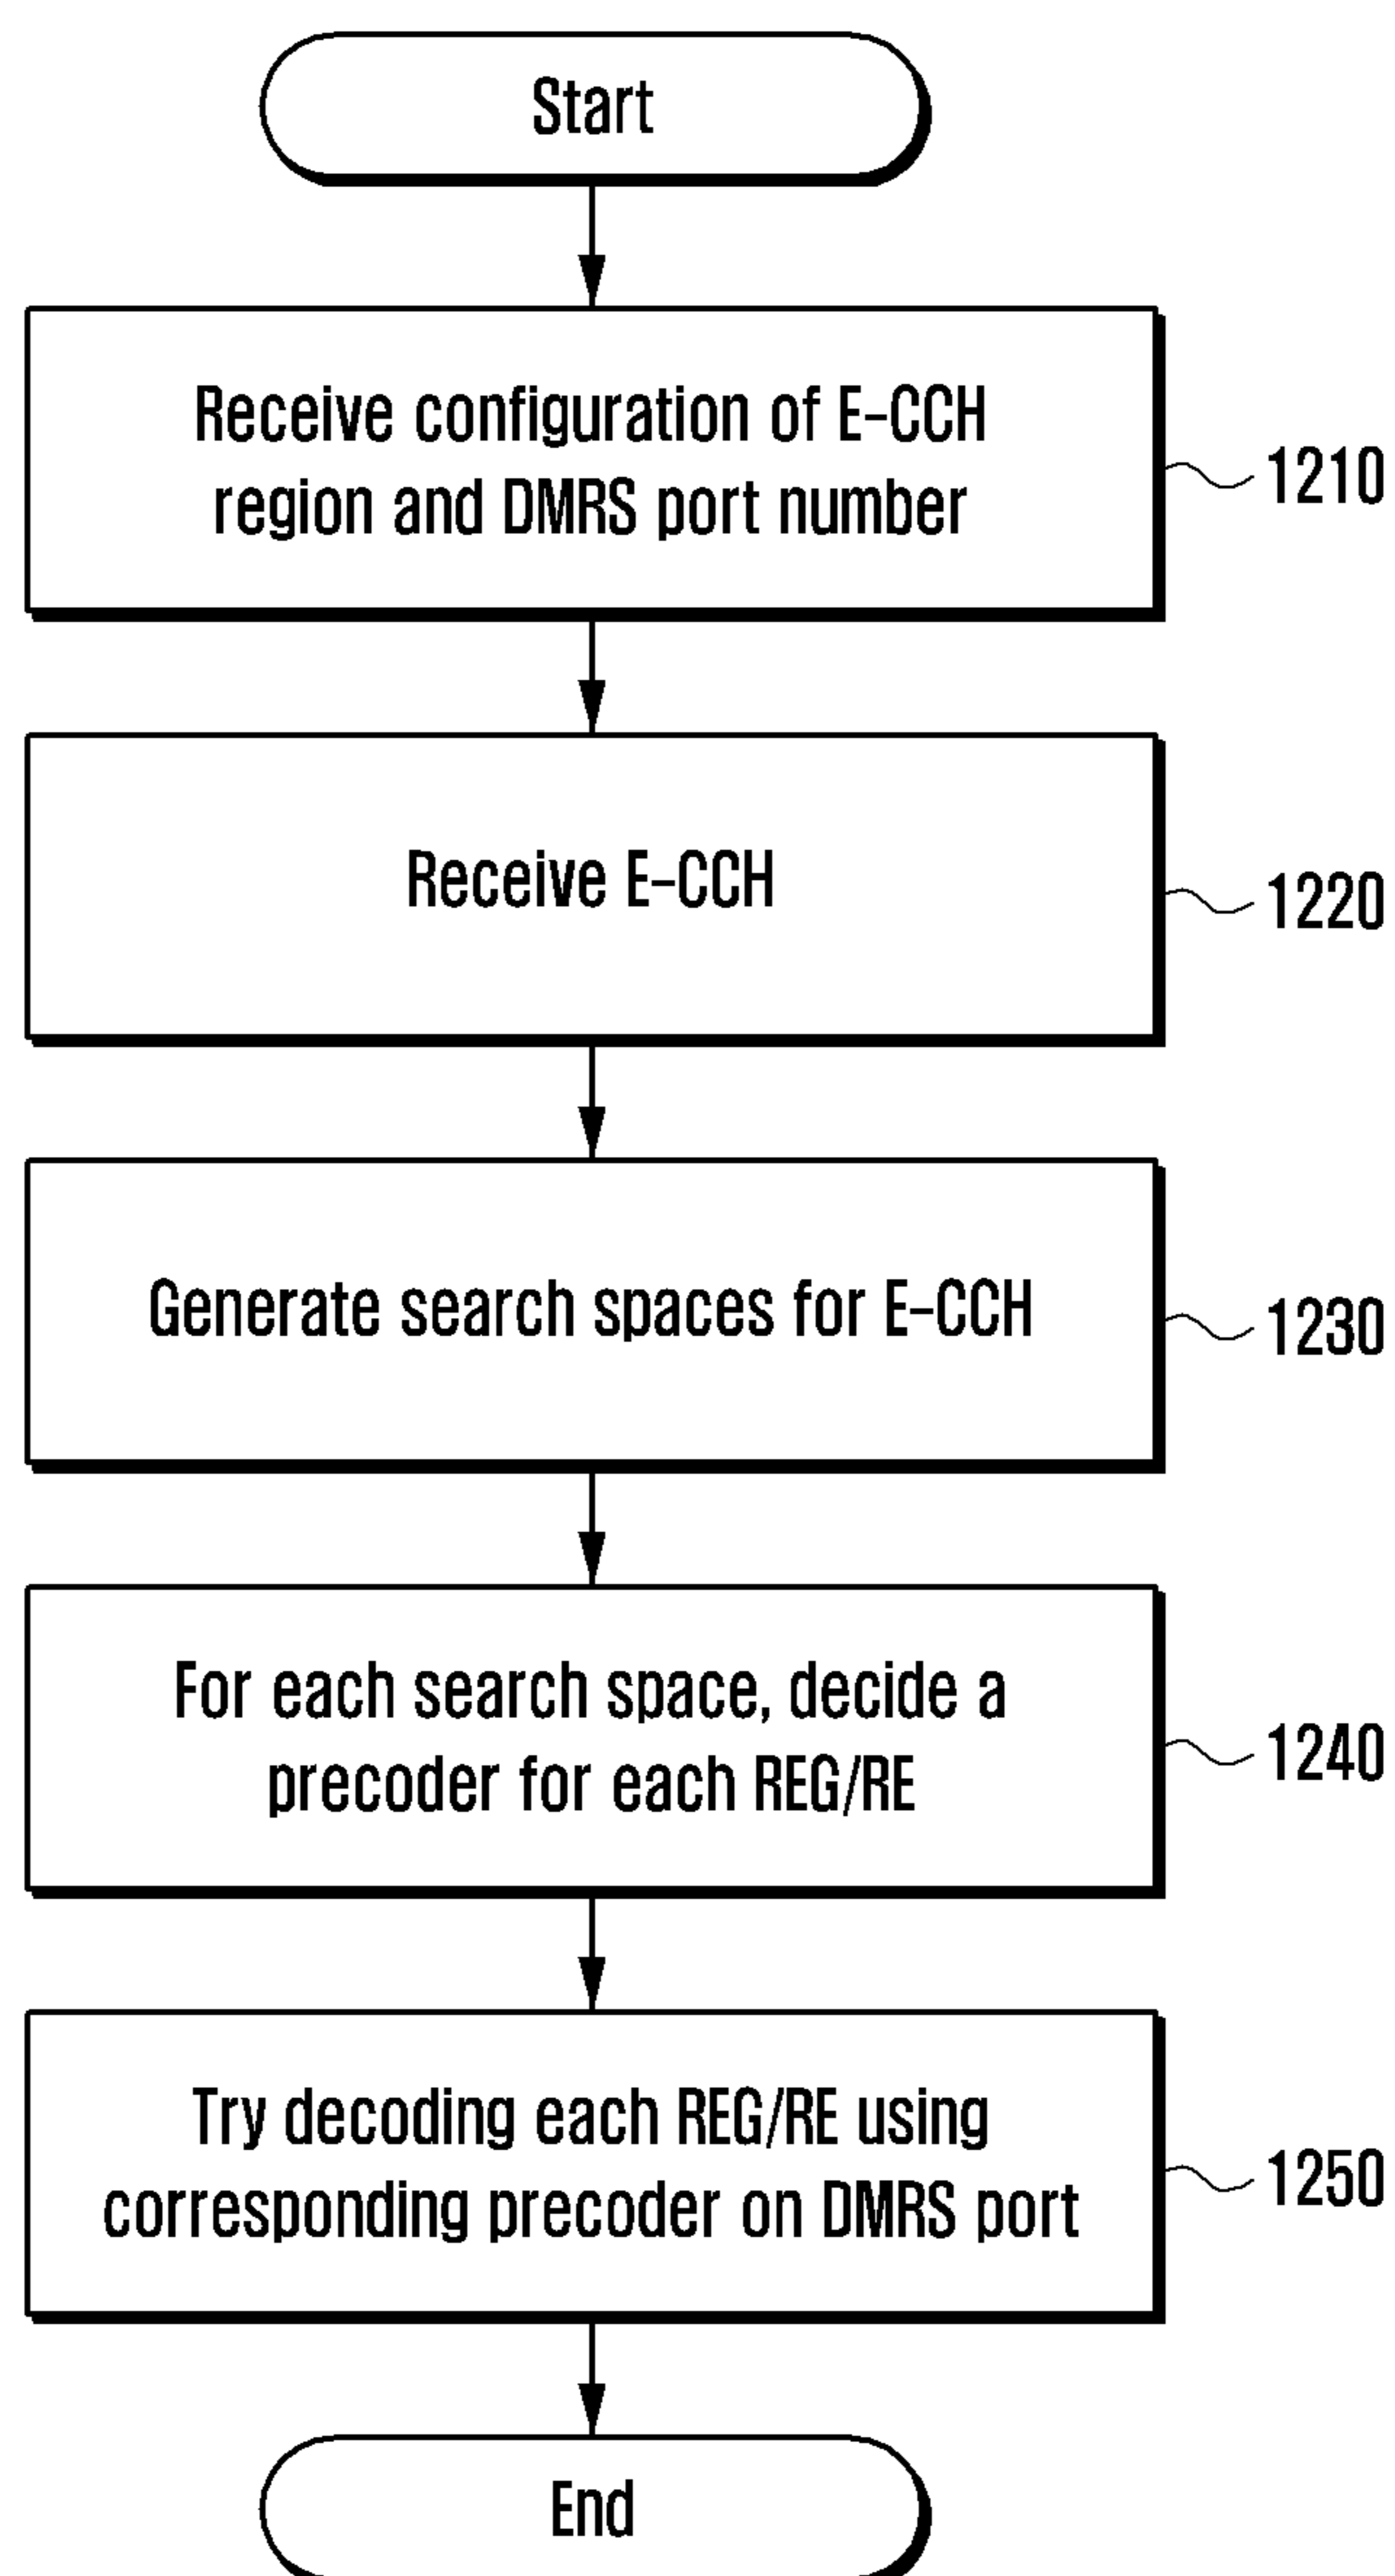 Start
Receive configuration of E-CCH
region and DMRS port number
1210
Receive E-CCH
1220
Generate search spaces for E-CCH
1230
For each search space, decide a
precoder for each REG/RE
1240
Try decoding each REG/RE using
corresponding precoder on DMRS port
1250
End